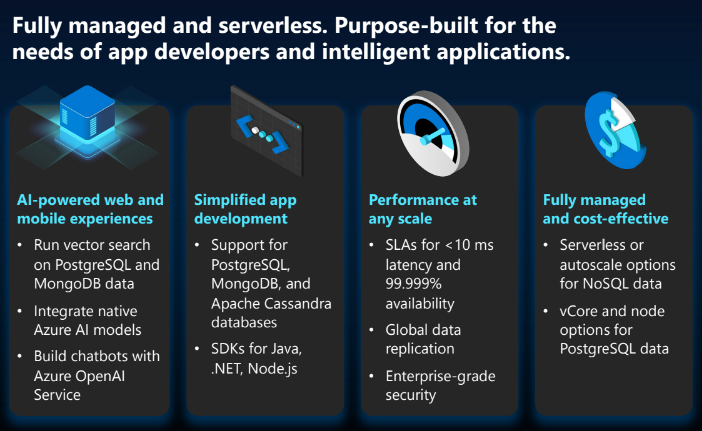 Fully managed and serverless. Purpose-built for the
needs of app developers and intelligent applications.
AI-powered web and
mobile experiences
• Run vector search
on PostgreSQL and
MongoDB data
• Integrate native
Azure AI models
• Build chatbots with
Azure OpenAI
Service
Simplified app
development
• Support for
PostgreSQL,
MongoDB, and
Apache Cassandra
databases
• SDKs for Java,
.NET, Node.js
Performance at
any scale
• SLAs for <10 ms
latency and
99.999%
availability
• Global data
replication
• Enterprise-grade
security
$
Fully managed
and cost-effective
• Serverless or
autoscale options
for NoSQL data
• vCore and node
options for
PostgreSQL data